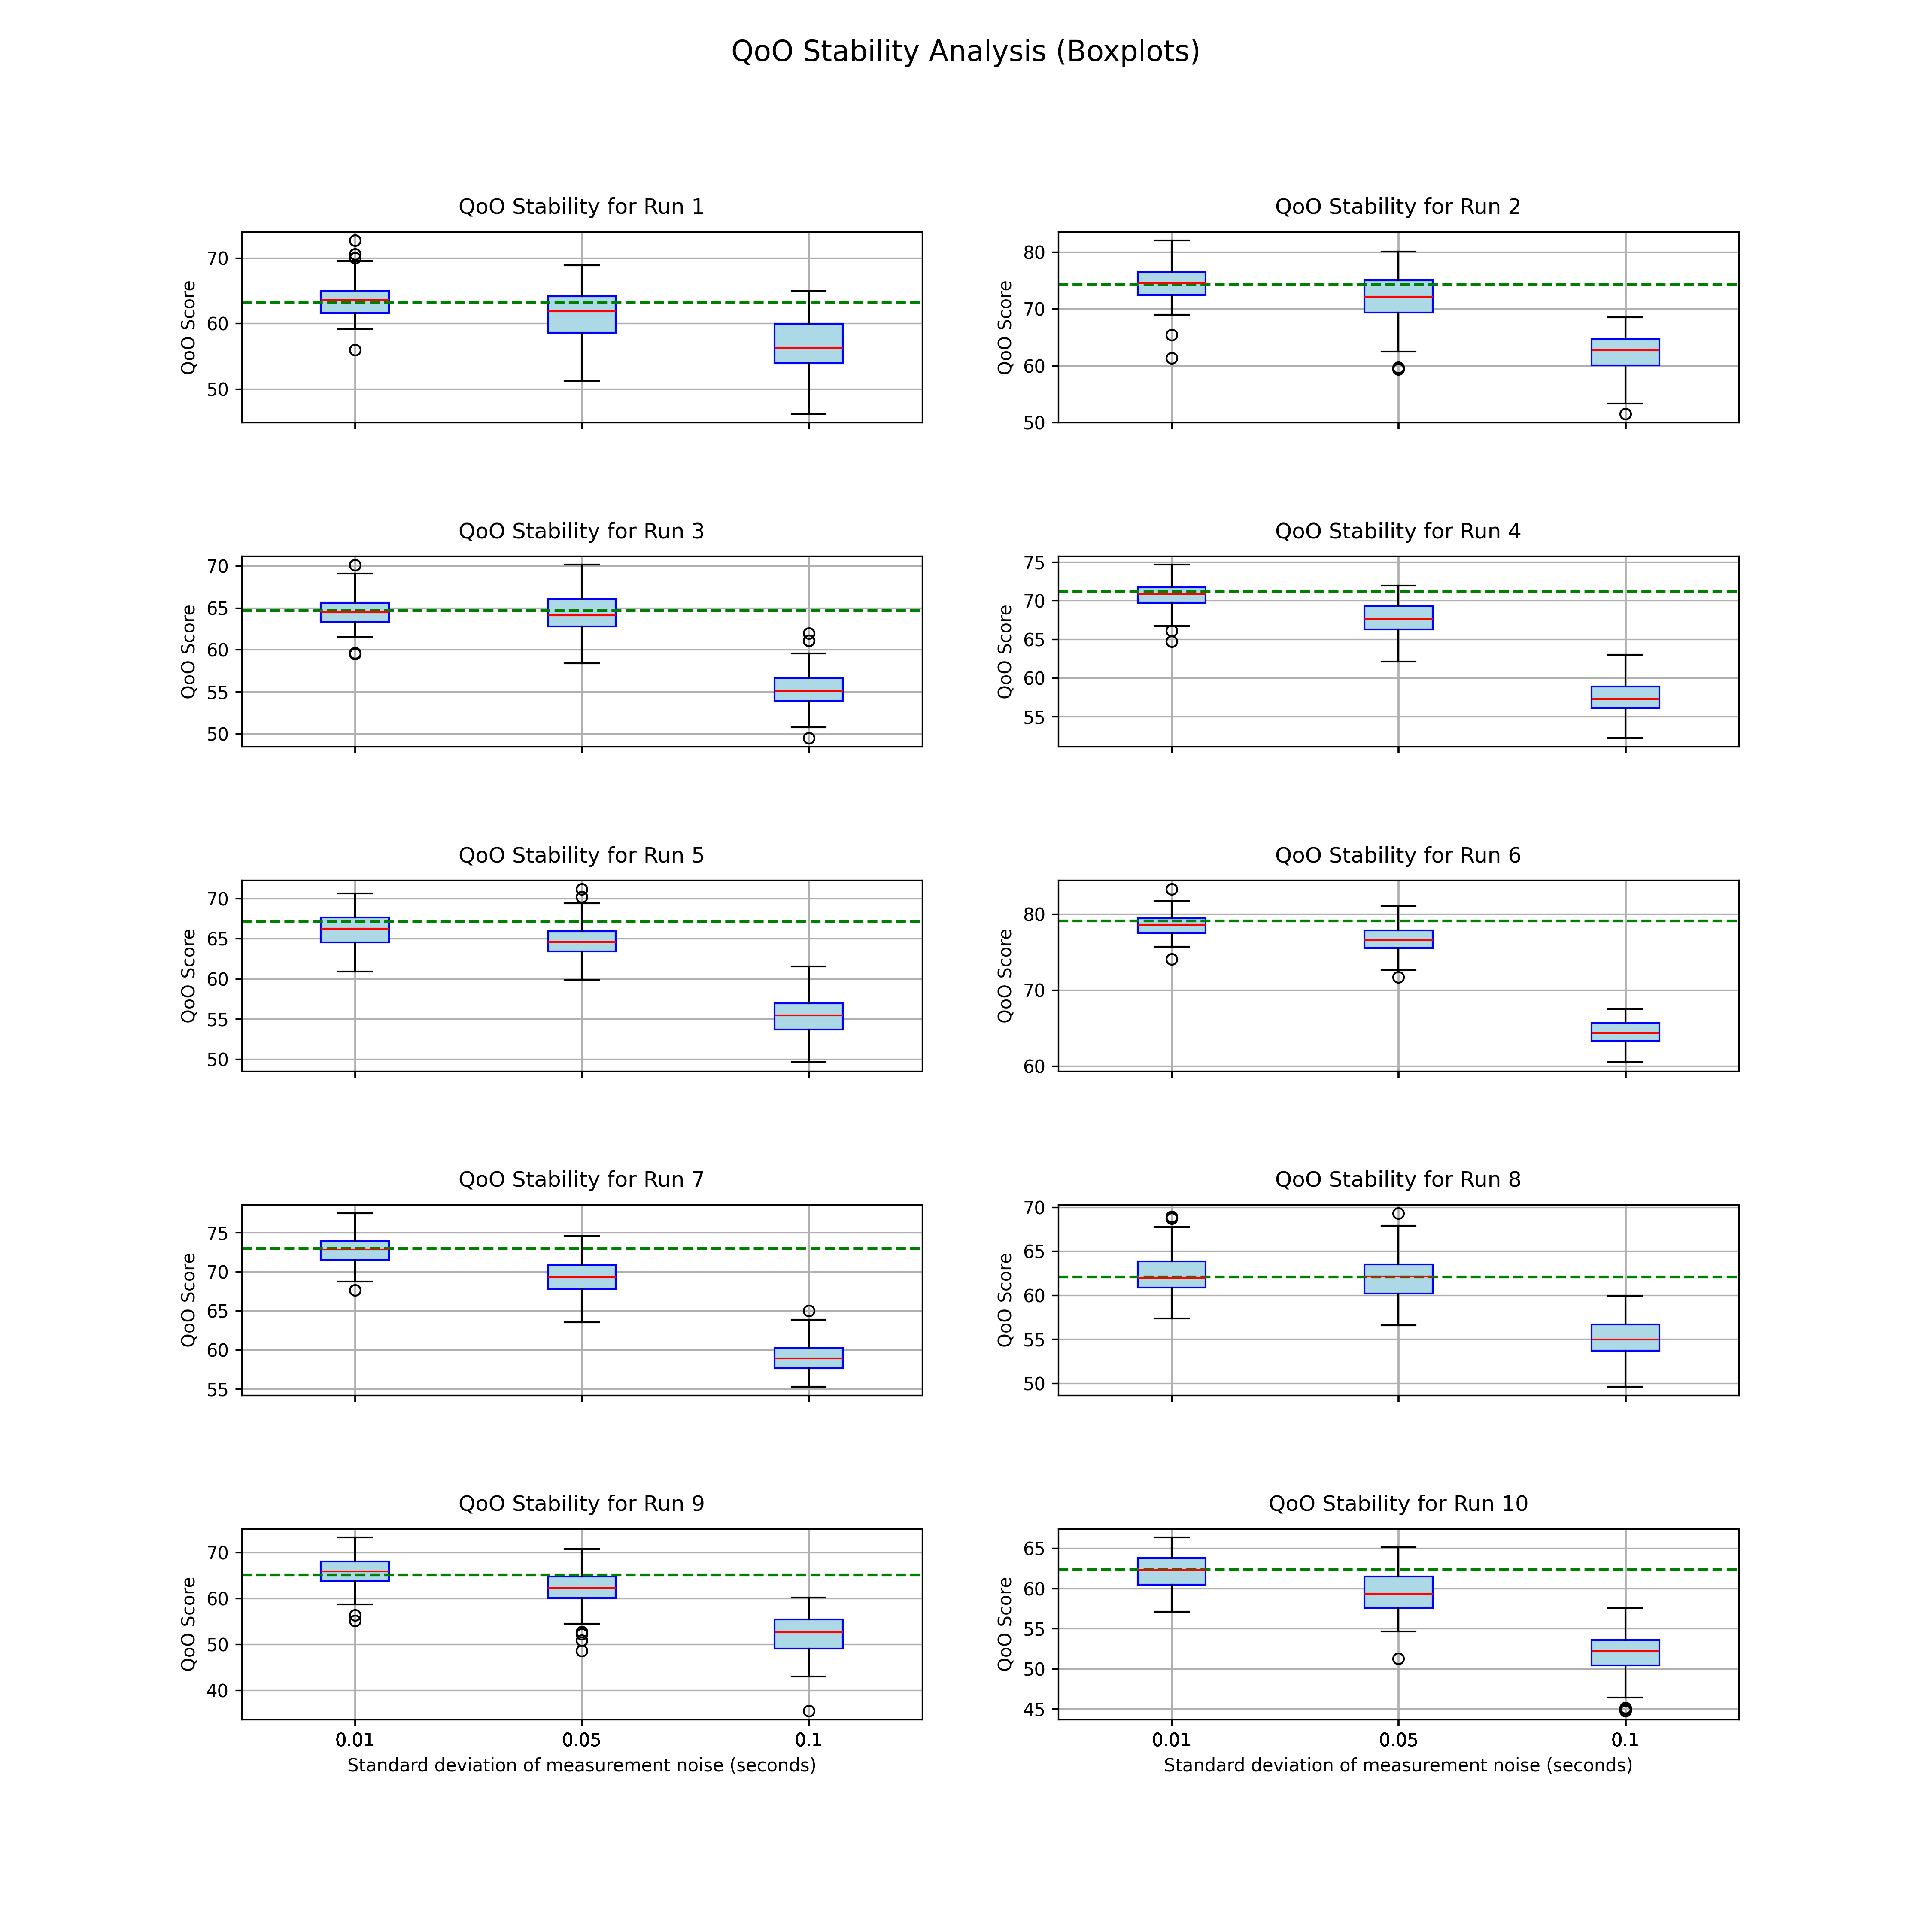 QoO Stability Analysis (Boxplots)
QoO Stability for Run 1
QoO Score
70
60
50
QoO Stability for Run 2
QoO Score
80
70
60
50
QoO Stability for Run 3
QoO Score
70
65
60
55
50
QoO Stability for Run 4
QoO Score
75
70
65
60
55
QoO Stability for Run 5
QoO Score
70
65
60
55
50
QoO Stability for Run 6
QoO Score
80
70
60
QoO Stability for Run 7
QoO Score
75
70
65
60
55
QoO Stability for Run 8
QoO Score
70
65
60
55
50
QoO Stability for Run 9
QoO Score
70
60
50
40
0.01 0.05 0.1
Standard deviation of measurement noise (seconds)
QoO Stability for Run 10
QoO Score
65
60
55
50
45
0.01 0.05 0.1
Standard deviation of measurement noise (seconds)